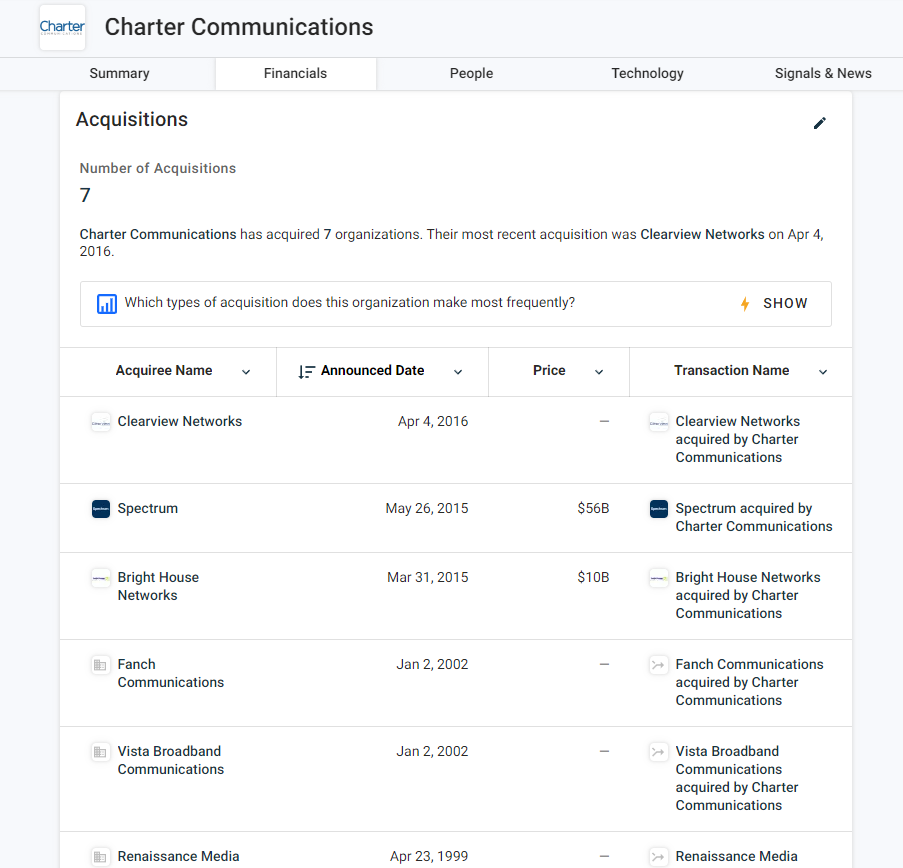 Charter
COMMUNICATIONS
Charter Communications
Summary
Financials
People
Technology
Signals & News
Acquisitions
Number of Acquisitions
7
Charter Communications has acquired 7 organizations. Their most recent acquisition was Clearview Networks on Apr 4,
2016.
Which types of acquisition does this organization make most frequently?
SHOW
Acquiree Name
Announced Date
Price
Transaction Name
Clearview Networks
Apr 4, 2016
—
Clearview Networks
acquired by Charter
Communications
Spectrum
Spectrum
May 26, 2015
$56B
Spectrum
Spectrum acquired by
Charter Communications
Bright House
Networks
Mar 31, 2015
$10B
Bright House Networks
acquired by Charter
Communications
Fanch
Communications
Jan 2, 2002
—
Fanch Communications
acquired by Charter
Communications
Vista Broadband
Communications
Jan 2, 2002
—
Vista Broadband
Communications
acquired by Charter
Communications
Renaissance Media
Apr 23, 1999
—
Renaissance Media